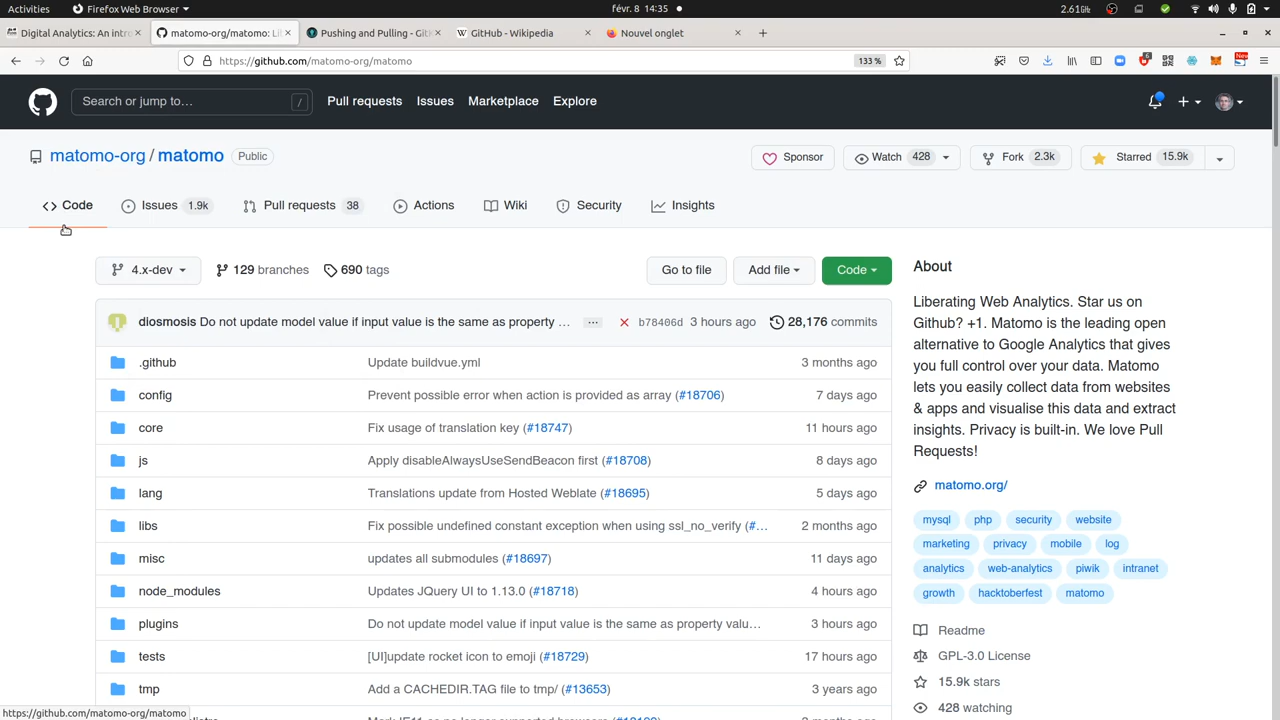 Activities Firefox Web Browser févr. 8 14:35 2.61GiB
Digital Analytics: An intro × matomo-org/matomo: Li × Pushing and Pulling - Gitk × GitHub - Wikipedia × Nouvel onglet × +
https://github.com/matomo-org/matomo 133 % New
Search or jump to… / Pull requests Issues Marketplace Explore
matomo-org / matomo Public Sponsor Watch 428 Fork 2.3k Starred 15.9k
Code Issues 1.9k Pull requests 38 Actions Wiki Security Insights
4.x-dev 129 branches 690 tags Go to file Add file Code
diosmosis Do not update model value if input value is the same as property … ... b78406d 3 hours ago 28,176 commits
.github Update buildvue.yml 3 months ago
config Prevent possible error when action is provided as array (#18706) 7 days ago
core Fix usage of translation key (#18747) 11 hours ago
js Apply disableAlwaysUseSendBeacon first (#18708) 8 days ago
lang Translations update from Hosted Weblate (#18695) 5 days ago
libs Fix possible undefined constant exception when using ssl_no_verify (#… 2 months ago
misc updates all submodules (#18697) 11 days ago
node_modules Updates JQuery UI to 1.13.0 (#18718) 4 hours ago
plugins Do not update model value if input value is the same as property valu… 3 hours ago
tests [UI]update rocket icon to emoji (#18729) 17 hours ago
tmp Add a CACHEDIR.TAG file to tmp/ (#13653) 3 years ago
About
Liberating Web Analytics. Star us on
Github? +1. Matomo is the leading open
alternative to Google Analytics that gives
you full control over your data. Matomo
lets you easily collect data from websites
& apps and visualise this data and extract
insights. Privacy is built-in. We love Pull
Requests!
matomo.org/
mysql php security website
marketing privacy mobile log
analytics web-analytics piwik intranet
growth hacktoberfest matomo
Readme
GPL-3.0 License
15.9k stars
428 watching
https://github.com/matomo-org/matomo